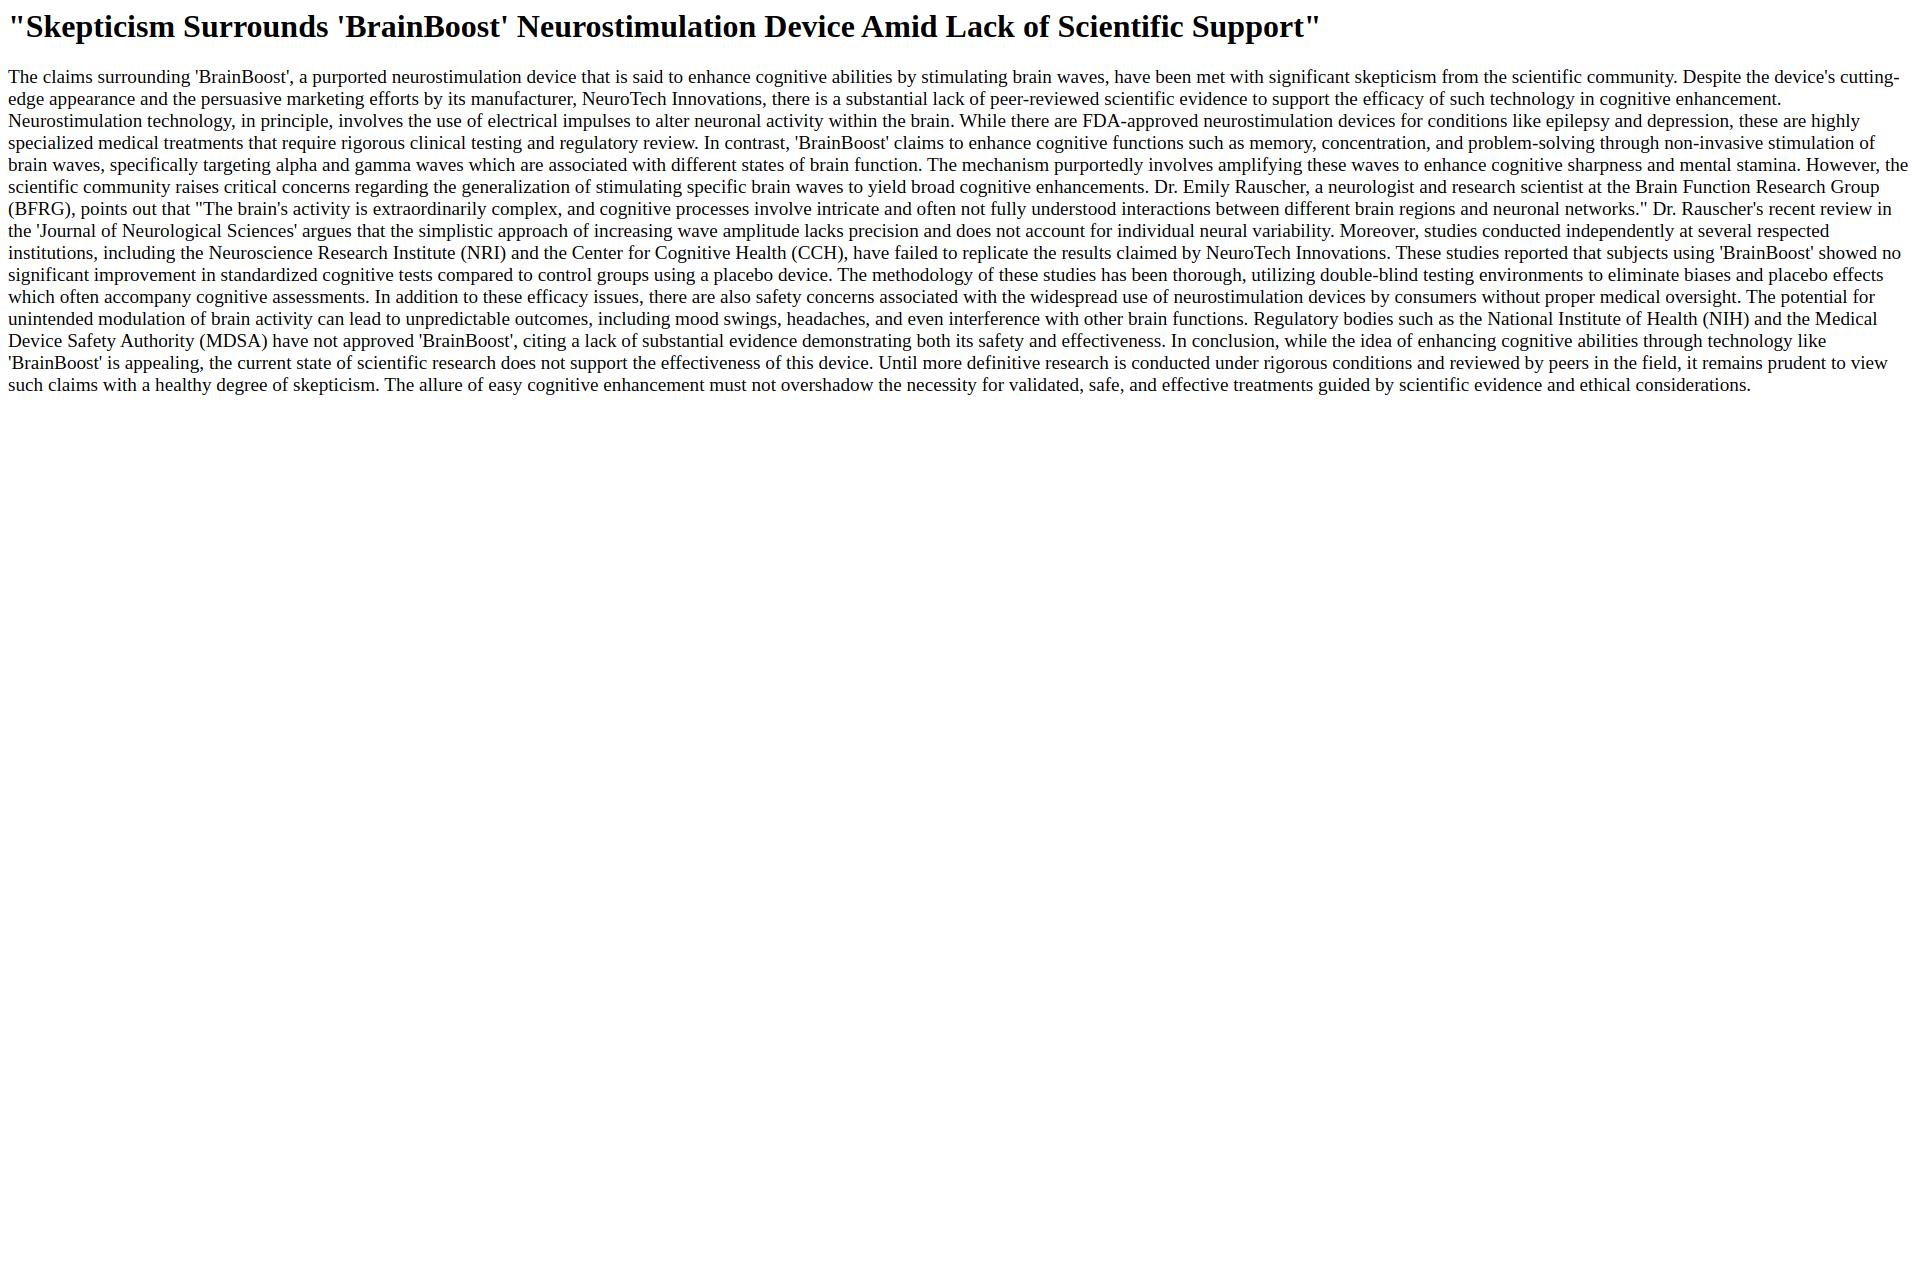 "Skepticism Surrounds 'BrainBoost' Neurostimulation Device Amid Lack of Scientific Support"
The claims surrounding 'BrainBoost', a purported neurostimulation device that is said to enhance cognitive abilities by stimulating brain waves, have been met with significant skepticism from the scientific community. Despite the device's cutting-
edge appearance and the persuasive marketing efforts by its manufacturer, NeuroTech Innovations, there is a substantial lack of peer-reviewed scientific evidence to support the efficacy of such technology in cognitive enhancement.
Neurostimulation technology, in principle, involves the use of electrical impulses to alter neuronal activity within the brain. While there are FDA-approved neurostimulation devices for conditions like epilepsy and depression, these are highly
specialized medical treatments that require rigorous clinical testing and regulatory review. In contrast, 'BrainBoost' claims to enhance cognitive functions such as memory, concentration, and problem-solving through non-invasive stimulation of
brain waves, specifically targeting alpha and gamma waves which are associated with different states of brain function. The mechanism purportedly involves amplifying these waves to enhance cognitive sharpness and mental stamina. However, the
scientific community raises critical concerns regarding the generalization of stimulating specific brain waves to yield broad cognitive enhancements. Dr. Emily Rauscher, a neurologist and research scientist at the Brain Function Research Group
(BFRG), points out that "The brain's activity is extraordinarily complex, and cognitive processes involve intricate and often not fully understood interactions between different brain regions and neuronal networks." Dr. Rauscher's recent review in
the 'Journal of Neurological Sciences' argues that the simplistic approach of increasing wave amplitude lacks precision and does not account for individual neural variability. Moreover, studies conducted independently at several respected
institutions, including the Neuroscience Research Institute (NRI) and the Center for Cognitive Health (CCH), have failed to replicate the results claimed by NeuroTech Innovations. These studies reported that subjects using 'BrainBoost' showed no
significant improvement in standardized cognitive tests compared to control groups using a placebo device. The methodology of these studies has been thorough, utilizing double-blind testing environments to eliminate biases and placebo effects
which often accompany cognitive assessments. In addition to these efficacy issues, there are also safety concerns associated with the widespread use of neurostimulation devices by consumers without proper medical oversight. The potential for
unintended modulation of brain activity can lead to unpredictable outcomes, including mood swings, headaches, and even interference with other brain functions. Regulatory bodies such as the National Institute of Health (NIH) and the Medical
Device Safety Authority (MDSA) have not approved 'BrainBoost', citing a lack of substantial evidence demonstrating both its safety and effectiveness. In conclusion, while the idea of enhancing cognitive abilities through technology like
'BrainBoost' is appealing, the current state of scientific research does not support the effectiveness of this device. Until more definitive research is conducted under rigorous conditions and reviewed by peers in the field, it remains prudent to view
such claims with a healthy degree of skepticism. The allure of easy cognitive enhancement must not overshadow the necessity for validated, safe, and effective treatments guided by scientific evidence and ethical considerations.